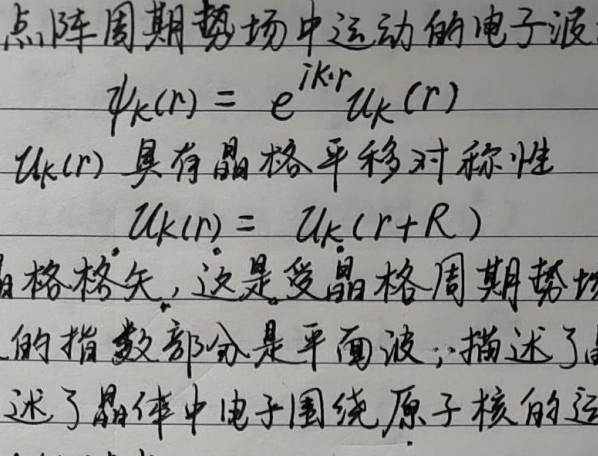 点阵周期势场中运动的电子波
ψₖ(r) = e^{ik·r} uₖ(r)
uₖ(r) 具有晶格平移对称性
uₖ(r) = uₖ(r+R)
格格矢，这是受晶格周期势场
的指数部分是平面波，描述了晶
述了晶体中电子围绕原子核的运